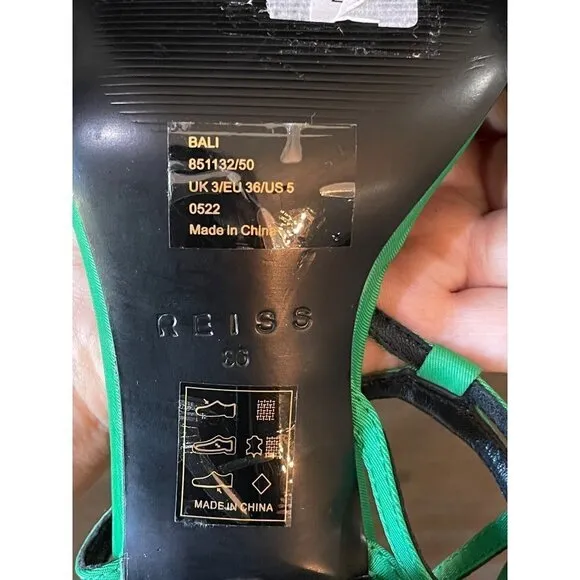 BALI
851132/50
UK 3/EU 36/US 5
0522
Made in China
REISS
36
MADE IN CHINA